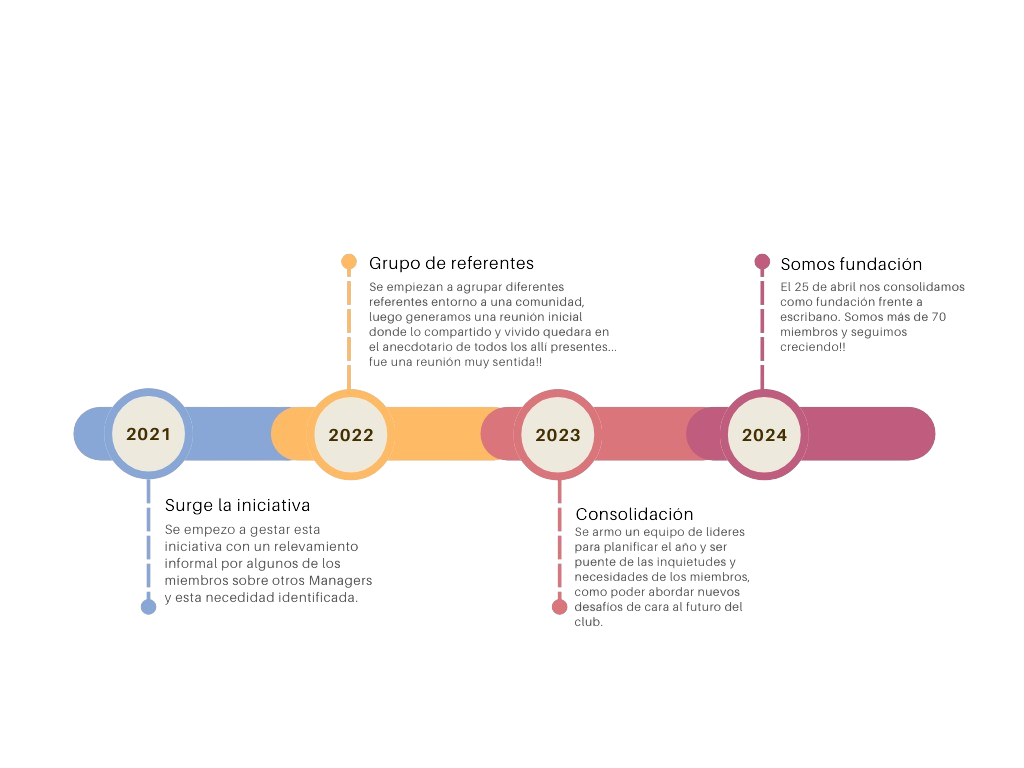 Grupo de referentes
Se empiezan a agrupar diferentes
referentes entorno a una comunidad,
luego generamos una reunión inicial
donde lo compartido y vivido quedara en
el anecdotario de todos los allí presentes...
fue una reunión muy sentida!!
Somos fundación
El 25 de abril nos consolidamos
como fundación frente a
escribano. Somos más de 70
miembros y seguimos
creciendo!!
2021
2022
2023
2024
Surge la iniciativa
Se empezo a gestar esta
iniciativa con un relevamiento
informal por algunos de los
miembros sobre otros Managers
y esta necedidad identificada.
Consolidación
Se armo un equipo de lideres
para planificar el año y ser
puente de las inquietudes y
necesidades de los miembros,
como poder abordar nuevos
desafíos de cara al futuro del
club.